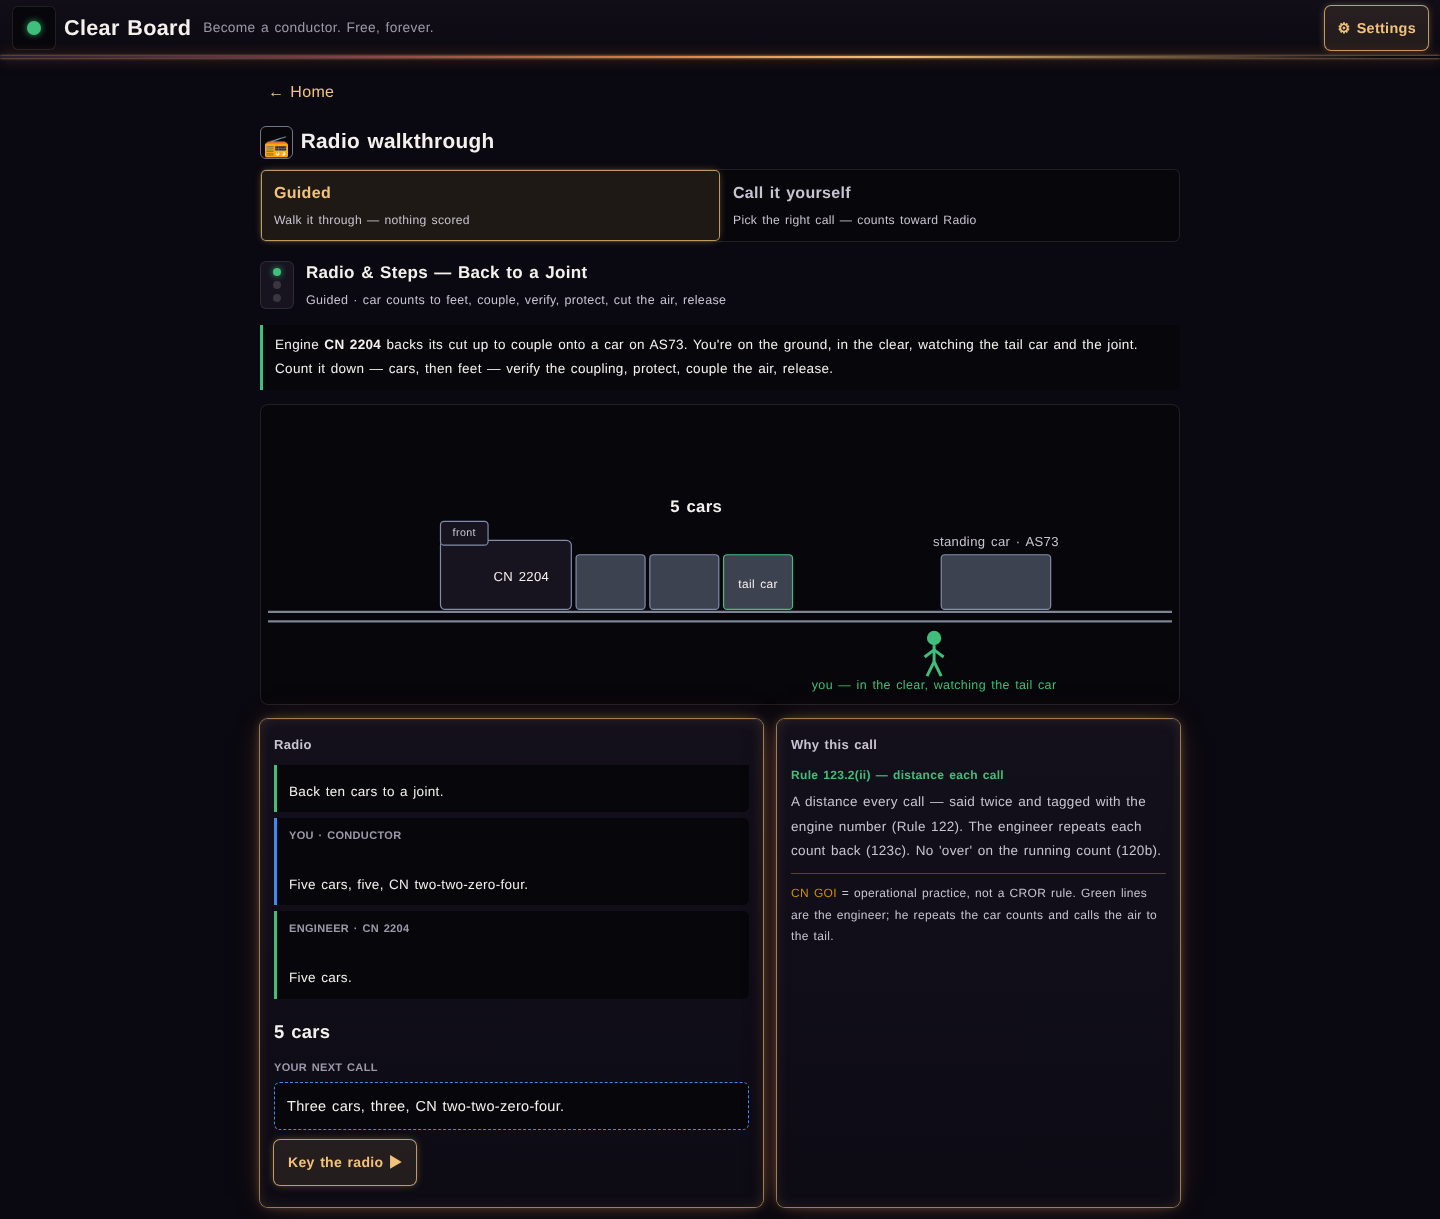 Clear Board
Become a conductor. Free, forever.
⚙ Settings
← Home
Radio walkthrough
Guided
Walk it through — nothing scored
Call it yourself
Pick the right call — counts toward Radio
Radio & Steps — Back to a Joint
Guided · car counts to feet, couple, verify, protect, cut the air, release
Engine CN 2204 backs its cut up to couple onto a car on AS73. You're on the ground, in the clear, watching the tail car and the joint.
Count it down — cars, then feet — verify the coupling, protect, couple the air, release.
5 cars
front
standing car · AS73
CN 2204
tail car
you — in the clear, watching the tail car
Radio
Back ten cars to a joint.
YOU · CONDUCTOR
Five cars, five, CN two-two-zero-four.
ENGINEER · CN 2204
Five cars.
5 cars
YOUR NEXT CALL
Three cars, three, CN two-two-zero-four.
Key the radio ▶
Why this call
Rule 123.2(ii) — distance each call
A distance every call — said twice and tagged with the
engine number (Rule 122). The engineer repeats each
count back (123c). No 'over' on the running count (120b).
CN GOI = operational practice, not a CROR rule. Green lines
are the engineer; he repeats the car counts and calls the air to
the tail.